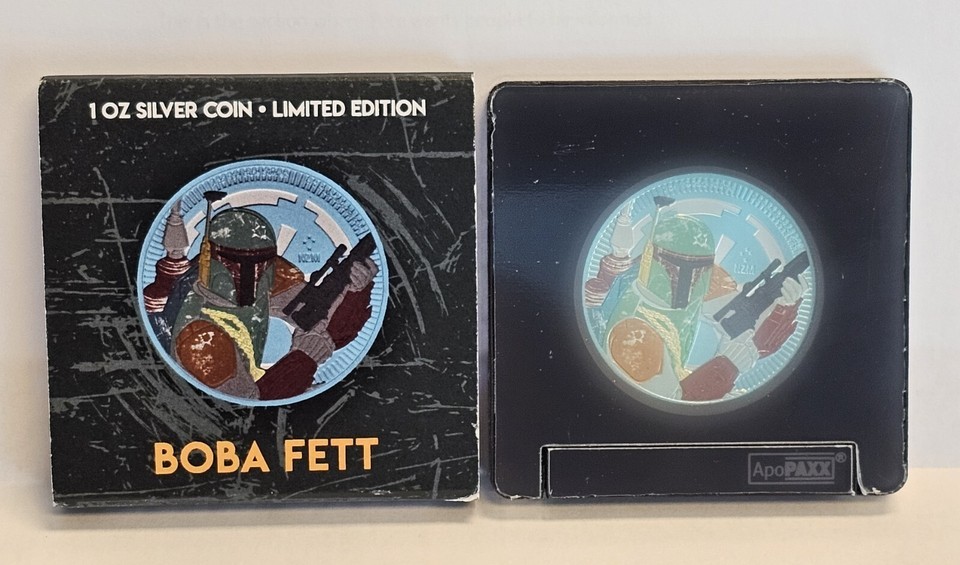 1 OZ SILVER COIN • LIMITED EDITION
NZM
BOBA FETT
NZM
ApoPAXX®